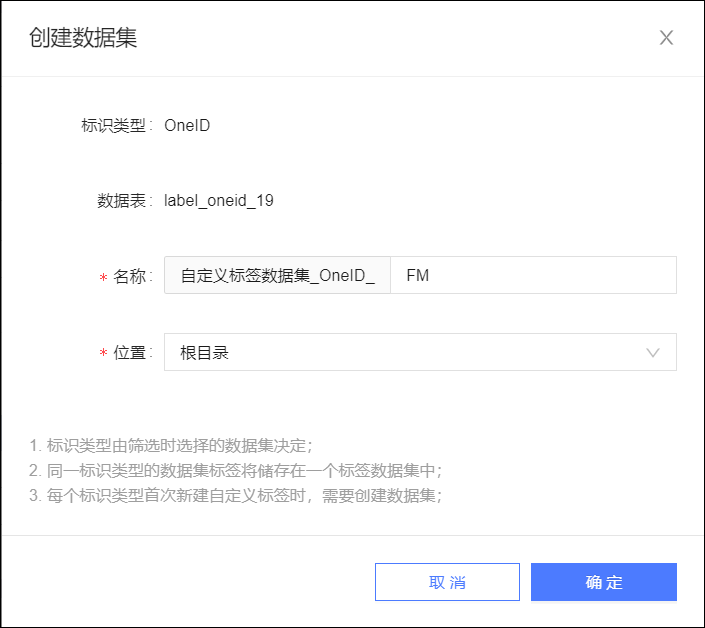 创建数据集
标识类型: OneID
数据表: label_oneid_19
* 名称: 自定义标签数据集_OneID_ FM
* 位置: 根目录
1. 标识类型由筛选时选择的数据集决定;
2. 同一标识类型的数据集标签将储存在一个标签数据集中;
3. 每个标识类型首次新建自定义标签时，需要创建数据集;
取消 确定